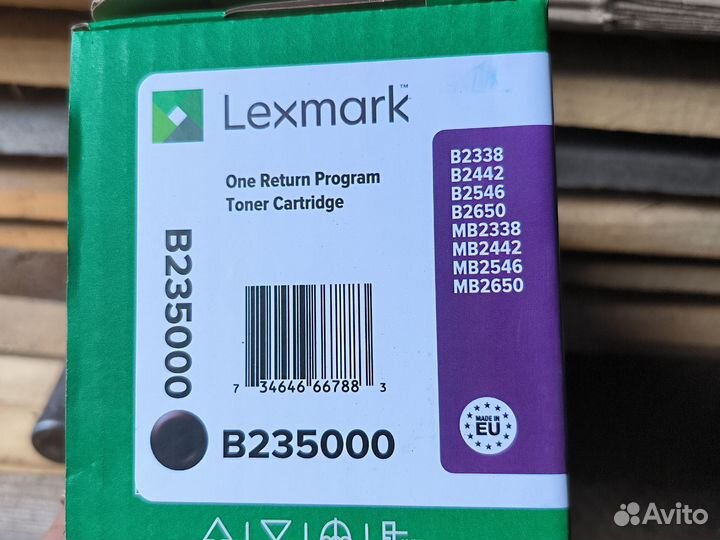 Lexmark™
One Return Program
Toner Cartridge
B235000
7 34646 66788 3
B235000
B2338
B2442
B2546
B2650
MB2338
MB2442
MB2546
MB2650
MADE IN
EU
Avito